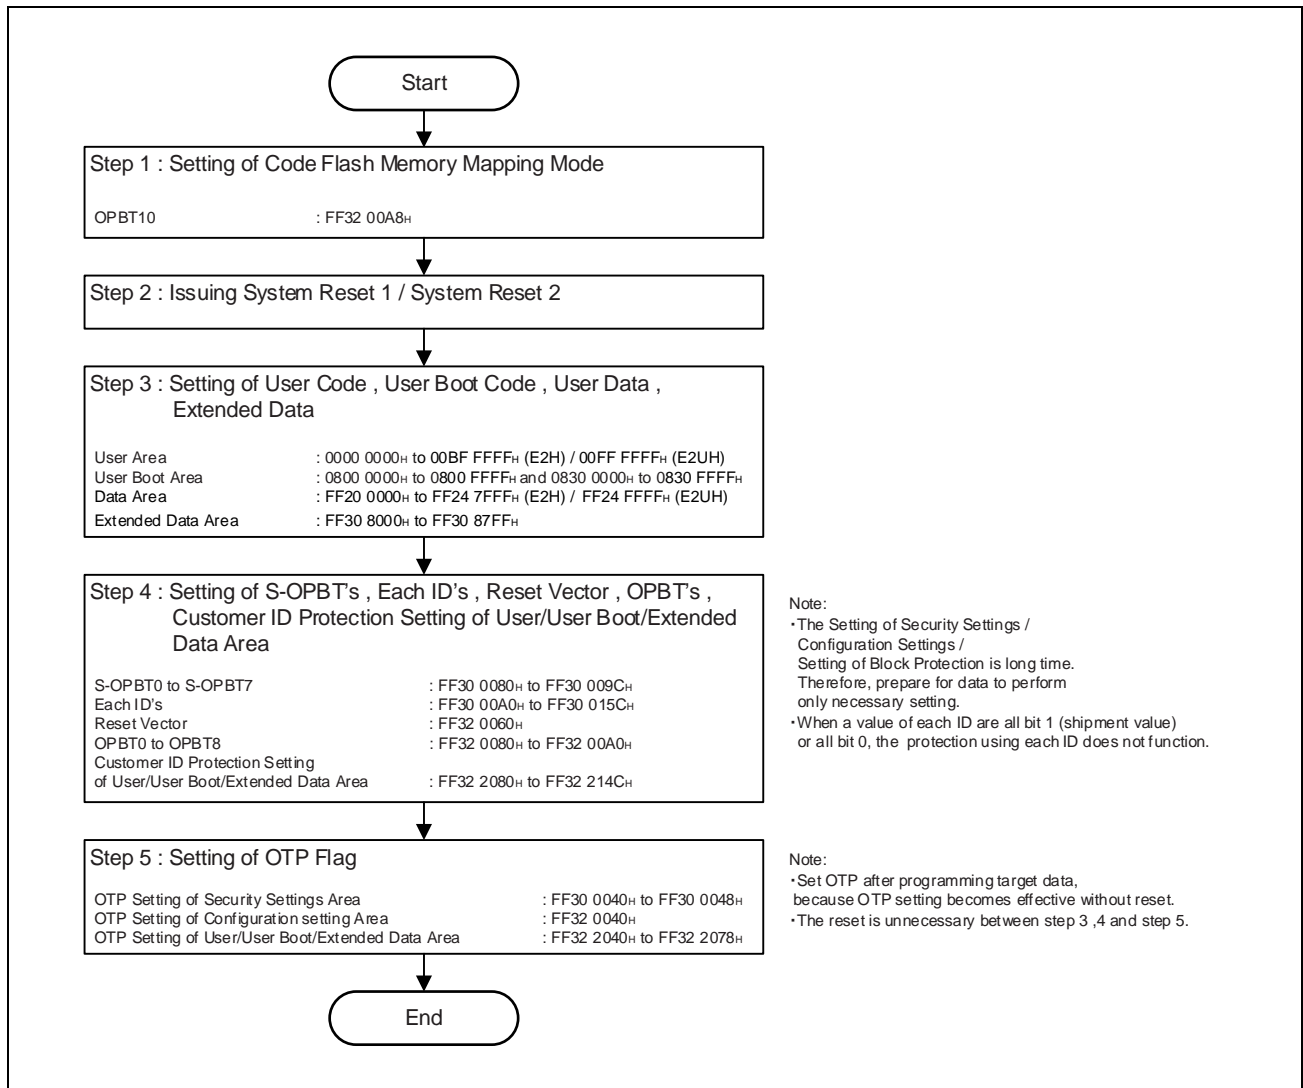 Start
Step 1 : Setting of Code Flash Memory Mapping Mode
OPBT10 : FF32 00A8H
Step 2 : Issuing System Reset 1 / System Reset 2
Step 3 : Setting of User Code , User Boot Code , User Data ,
Extended Data
User Area : 0000 0000H to 00BF FFFFH (E2H) / 00FF FFFFH (E2UH)
User Boot Area : 0800 0000H to 0800 FFFFH and 0830 0000H to 0830 FFFFH
Data Area : FF20 0000H to FF24 7FFFH (E2H) / FF24 FFFFH (E2UH)
Extended Data Area : FF30 8000H to FF30 87FFH
Step 4 : Setting of S-OPBT's , Each ID's , Reset Vector , OPBT's ,
Customer ID Protection Setting of User/User Boot/Extended
Data Area
S-OPBT0 to S-OPBT7 : FF30 0080H to FF30 009CH
Each ID's : FF30 00A0H to FF30 015CH
Reset Vector : FF32 0060H
OPBT0 to OPBT8 : FF32 0080H to FF32 00A0H
Customer ID Protection Setting
of User/User Boot/Extended Data Area : FF32 2080H to FF32 214CH
Note:
・The Setting of Security Settings /
Configuration Settings /
Setting of Block Protection is long time.
Therefore, prepare for data to perform
only necessary setting.
・When a value of each ID are all bit 1 (shipment value)
or all bit 0, the protection using each ID does not function.
Step 5 : Setting of OTP Flag
OTP Setting of Security Settings Area : FF30 0040H to FF30 0048H
OTP Setting of Configuration setting Area : FF32 0040H
OTP Setting of User/User Boot/Extended Data Area : FF32 2040H to FF32 2078H
Note:
・Set OTP after programming target data,
because OTP setting becomes effective without reset.
・The reset is unnecessary between step 3 ,4 and step 5.
End